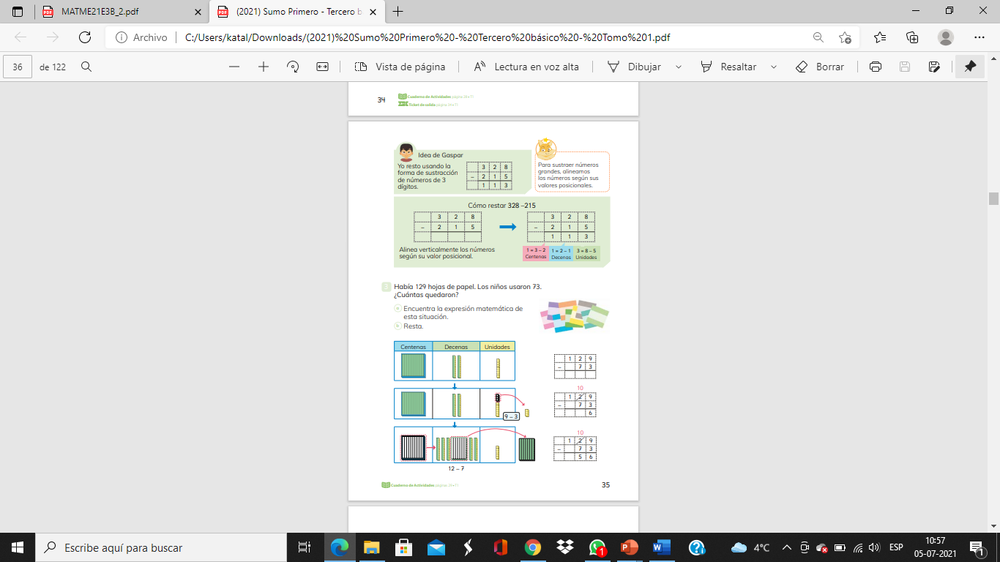 MATME21E3B_2.pdf
(2021) Sumo Primero - Tercero b
Archivo
C:/Users/katal/Downloads/(2021)%20Sumo%20Primero%20-%20Tercero%20básico%20-%20Tomo%201.pdf
36
de 122
Vista de página
Lectura en voz alta
Dibujar
Resaltar
Borrar
34
Cuaderno de Actividades
Ticket de salida
Idea de Gaspar
Yo resto usando la
forma de sustracción
de números de 3
dígitos.
3 2 8
– 2 1 5
1 1 3
Para sustraer números
grandes, alineamos
los números según sus
valores posicionales.
Cómo restar 328 –215
3 2 8
– 2 1 5
3 2 8
– 2 1 5
1 1 3
Alinea verticalmente los números
según su valor posicional.
1 = 3 – 2
Centenas
1 = 2 – 1
Decenas
3 = 8 – 5
Unidades
3
Había 129 hojas de papel. Los niños usaron 73.
¿Cuántas quedaron?
a Encuentra la expresión matemática de
esta situación.
b Resta.
Centenas Decenas Unidades
1 2 9
– 7 3
9 – 3
10
1 2 9
– 7 3
6
12 – 7
10
1 2 9
– 7 3
5 6
Cuaderno de Actividades
35
Escribe aquí para buscar
1
4°C
ESP
10:57
05-07-2021
1